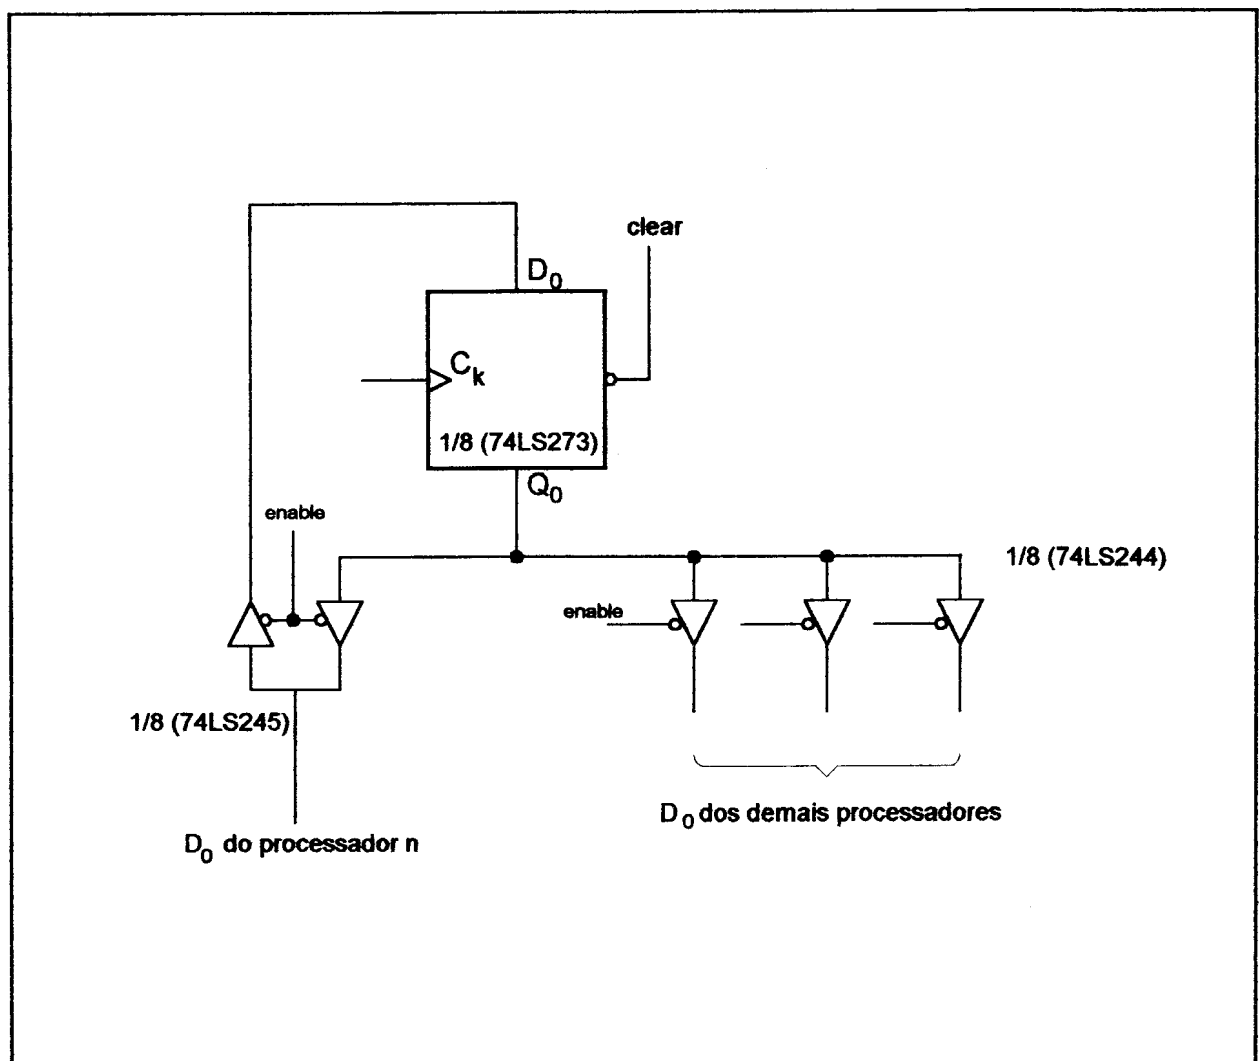 clear
D0
Ck
1/8 (74LS273)
Q0
enable
1/8 (74LS244)
enable
1/8 (74LS245)
D0 do processador n
D0 dos demais processadores